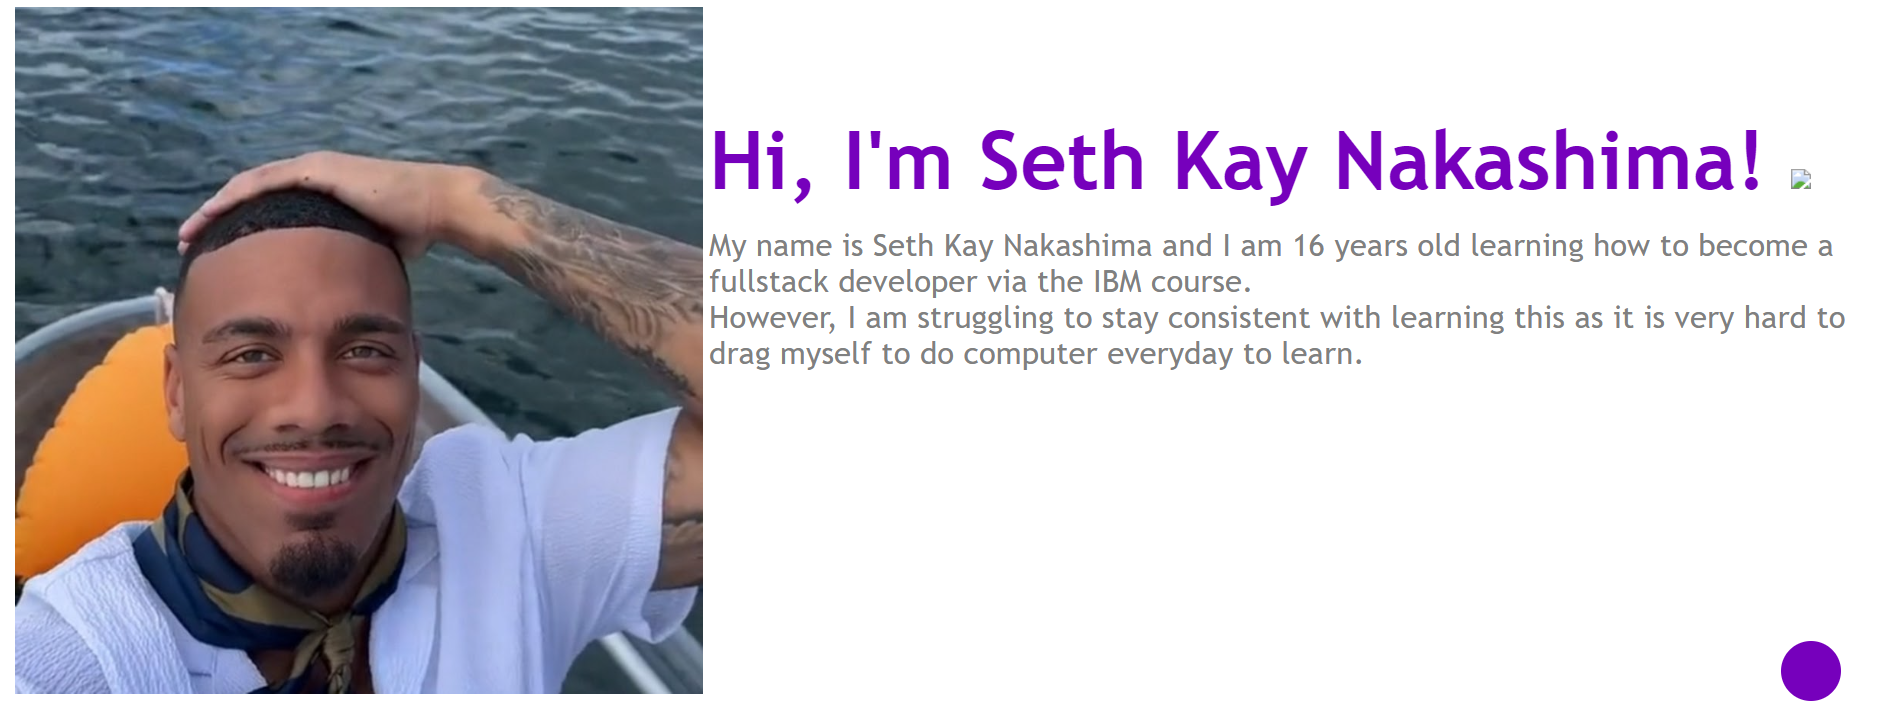 Hi, I'm Seth Kay Nakashima!
My name is Seth Kay Nakashima and I am 16 years old learning how to become a
fullstack developer via the IBM course.
However, I am struggling to stay consistent with learning this as it is very hard to
drag myself to do computer everyday to learn.